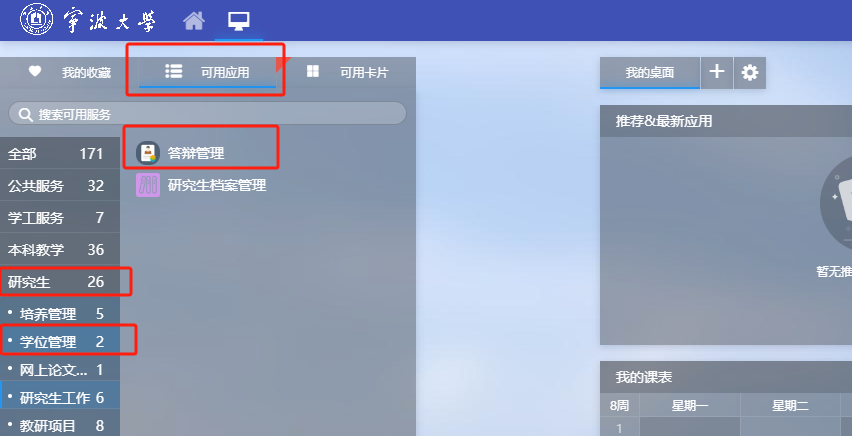 宁波大学
我的收藏
可用应用
可用卡片
搜索可用服务
全部 171
公共服务 32
学工服务 7
本科教学 36
研究生 26
• 培养管理 5
• 学位管理 2
• 网上论文... 1
• 研究生工作 6
• 教研项目 8
答辩管理
研究生档案管理
我的桌面
推荐&最新应用
暂无推
我的课表
8周 星期一 星期二
1